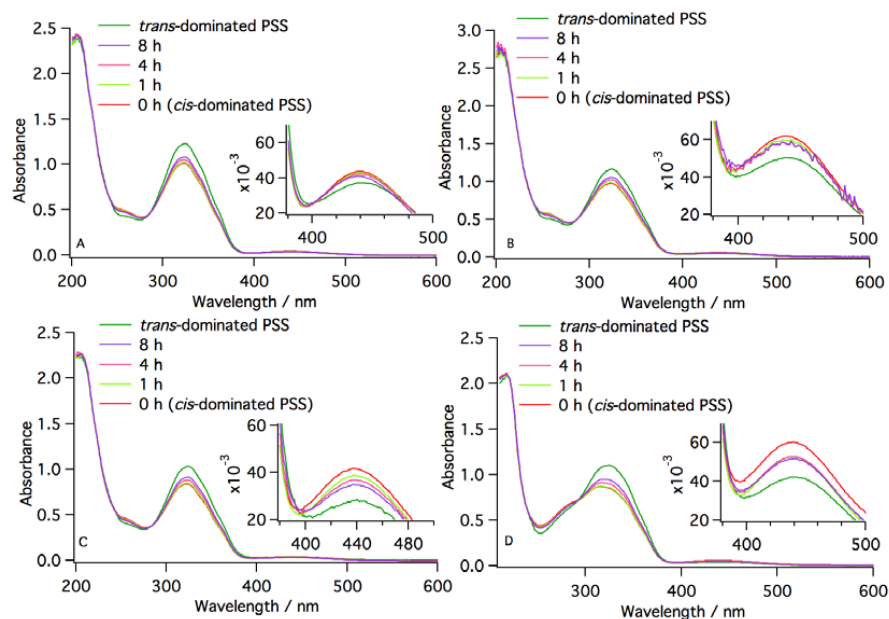 trans-dominated PSS
8 h
4 h
1 h
0 h (cis-dominated PSS)
2.5
2.0
1.5
1.0
0.5
0.0
Absorbance
x10⁻³
60
40
20
400
500
A
200
300
400
500
600
Wavelength / nm
trans-dominated PSS
8 h
4 h
1 h
0 h (cis-dominated PSS)
3.0
2.5
2.0
1.5
1.0
0.5
0.0
Absorbance
x10⁻³
60
40
20
400
500
B
200
300
400
500
600
Wavelength / nm
trans-dominated PSS
8 h
4 h
1 h
0 h (cis-dominated PSS)
2.5
2.0
1.5
1.0
0.5
0.0
Absorbance
x10⁻³
60
40
20
400
440
480
C
200
300
400
500
600
Wavelength / nm
trans-dominated PSS
8 h
4 h
1 h
0 h (cis-dominated PSS)
2.5
2.0
1.5
1.0
0.5
0.0
Absorbance
x10⁻³
60
40
20
400
500
D
300
400
500
600
Wavelength / nm